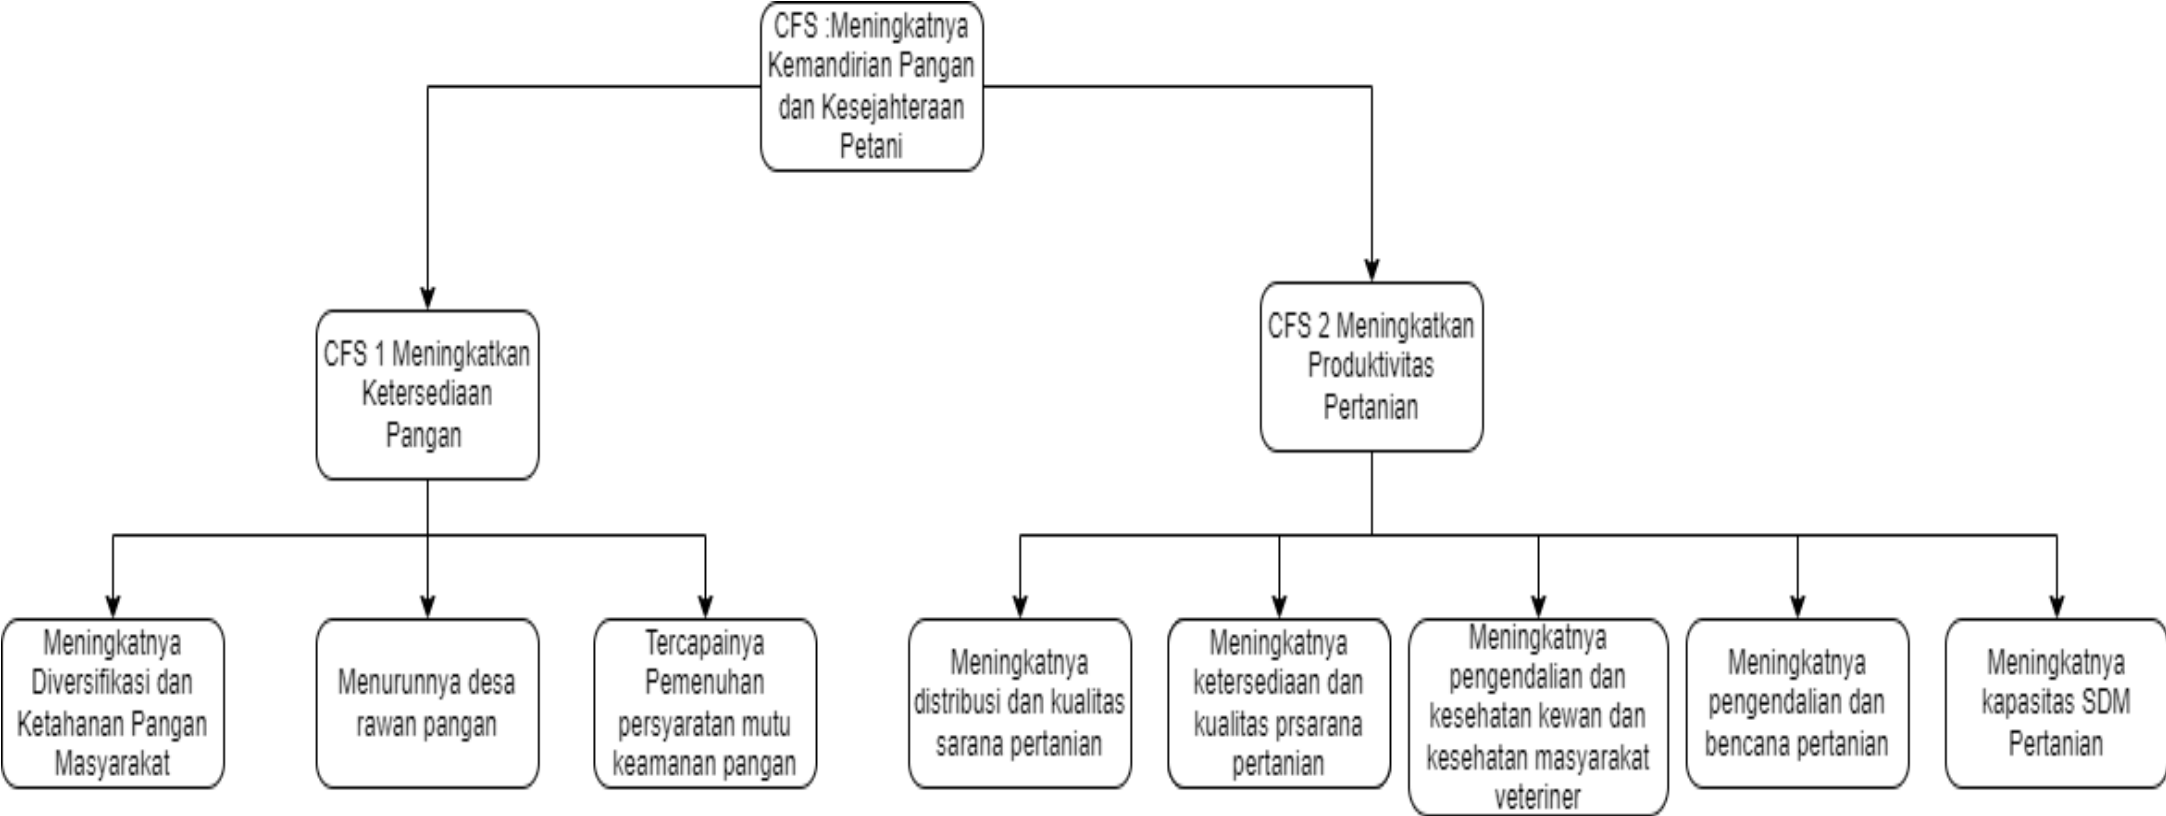 CFS :Meningkatnya
Kemandirian Pangan
dan Kesejahteraan
Petani
CFS 1 Meningkatkan
Ketersediaan
Pangan
CFS 2 Meningkatkan
Produktivitas
Pertanian
Meningkatnya
Diversifikasi dan
Ketahanan Pangan
Masyarakat
Menurunnya desa
rawan pangan
Tercapainya
Pemenuhan
persyaratan mutu
keamanan pangan
Meningkatnya
distribusi dan kualitas
sarana pertanian
Meningkatnya
ketersediaan dan
kualitas prsarana
pertanian
Meningkatnya
pengendalian dan
kesehatan kewan dan
kesehatan masyarakat
veteriner
Meningkatnya
pengendalian dan
bencana pertanian
Meningkatnya
kapasitas SDM
Pertanian